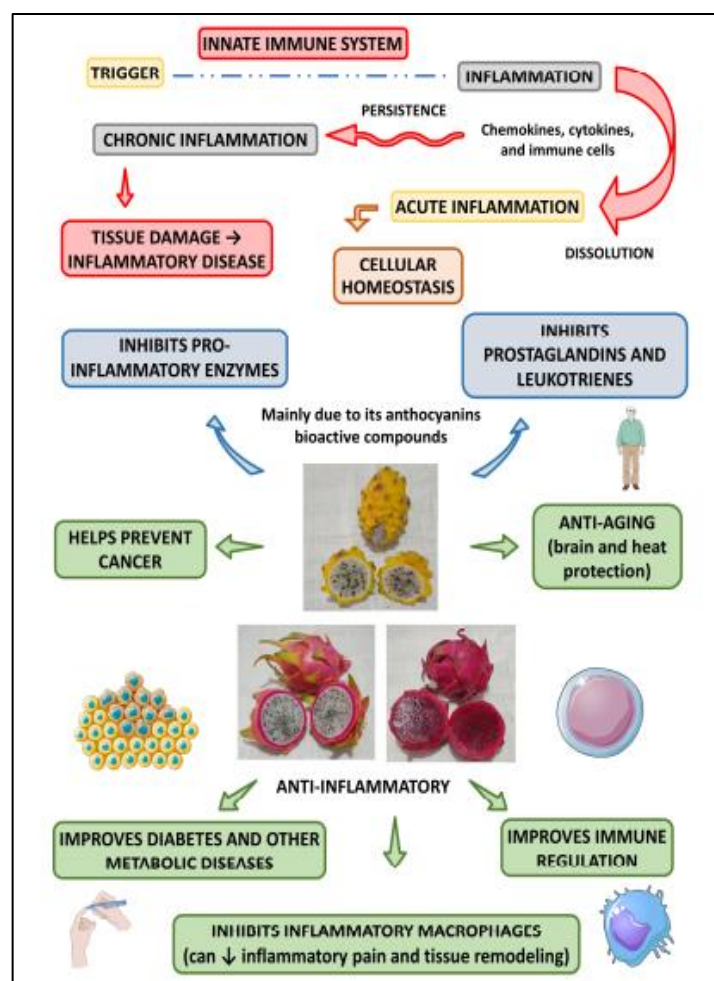 INNATE IMMUNE SYSTEM
TRIGGER
INFLAMMATION
PERSISTENCE
CHRONIC INFLAMMATION
Chemokines, cytokines,
and immune cells
ACUTE INFLAMMATION
TISSUE DAMAGE →
INFLAMMATORY DISEASE
DISSOLUTION
CELLULAR
HOMEOSTASIS
INHIBITS PRO-
INFLAMMATORY ENZYMES
INHIBITS
PROSTAGLANDINS AND
LEUKOTRIENES
Mainly due to its anthocyanins
bioactive compounds
HELPS PREVENT
CANCER
ANTI-AGING
(brain and heat
protection)
ANTI-INFLAMMATORY
IMPROVES DIABETES AND OTHER
METABOLIC DISEASES
IMPROVES IMMUNE
REGULATION
INHIBITS INFLAMMATORY MACROPHAGES
(can ↓ inflammatory pain and tissue remodeling)